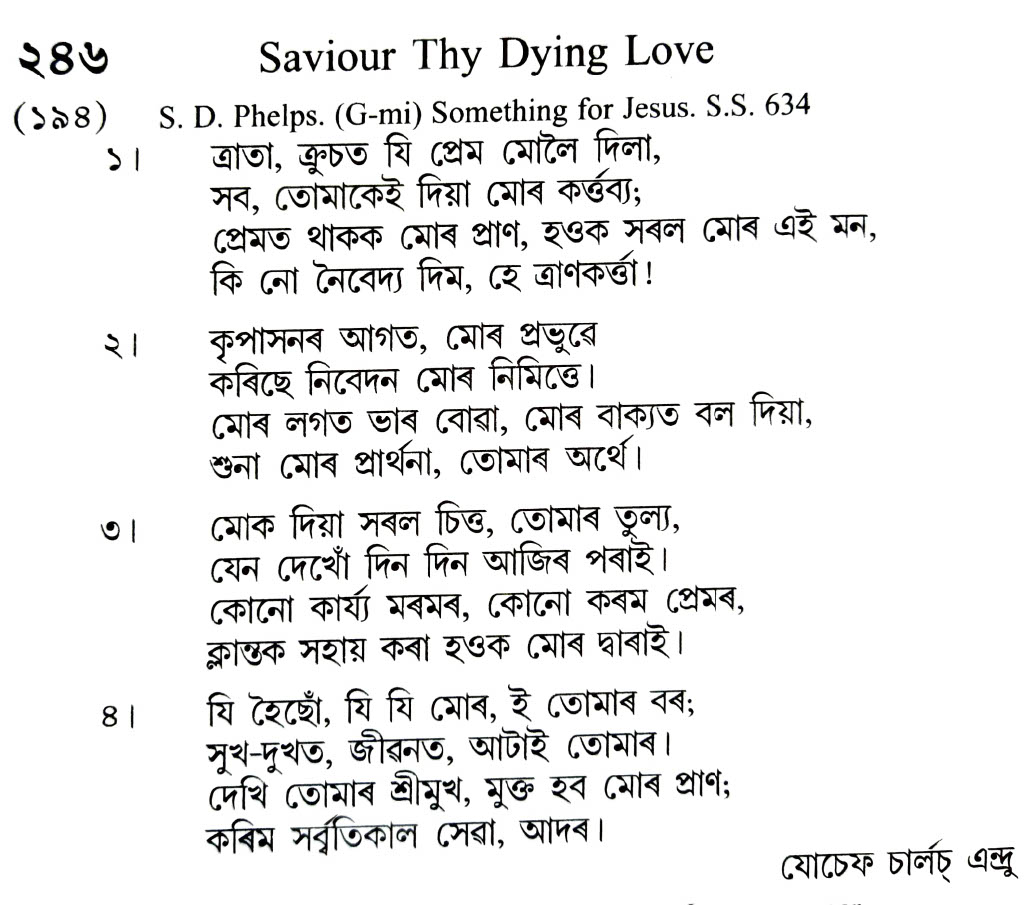 ২৪৬ Saviour Thy Dying Love
(১৯৪) S. D. Phelps. (G-mi) Something for Jesus. S.S. 634
১। ত্ৰাতা, ক্ৰুচত যি প্ৰেম মোলৈ দিলা,
সব, তোমাকেই দিয়া মোৰ কৰ্ত্তব্য;
প্ৰেমত থাকক মোৰ প্ৰাণ, হওক সৰল মোৰ এই মন,
কি নো নৈবেদ্য দিম, হে ত্ৰাণকৰ্ত্তা!
২। কৃপাসনৰ আগত, মোৰ প্ৰভুৱে
কৰিছে নিবেদন মোৰ নিমিত্তে।
মোৰ লগত ভাৰ বোৱা, মোৰ বাক্যত বল দিয়া,
শুনা মোৰ প্ৰাৰ্থনা, তোমাৰ অৰ্থে।
৩। মোক দিয়া সৰল চিত্ত, তোমাৰ তুল্য,
যেন দেখোঁ দিন দিন আজিৰ পৰাই।
কোনো কাৰ্য্য মৰমৰ, কোনো কৰম প্ৰেমৰ,
ক্লান্তক সহায় কৰা হওক মোৰ দ্বাৰাই।
৪। যি হৈছোঁ, যি যি মোৰ, ই তোমাৰ বৰ;
সুখ-দুখত, জীৱনত, আটাই তোমাৰ।
দেখি তোমাৰ শ্ৰীমুখ, মুক্ত হব মোৰ প্ৰাণ;
কৰিম সৰ্ব্বতিকাল সেৱা, আদৰ।
যোচেফ চাৰ্লচ্ এন্দ্ৰু